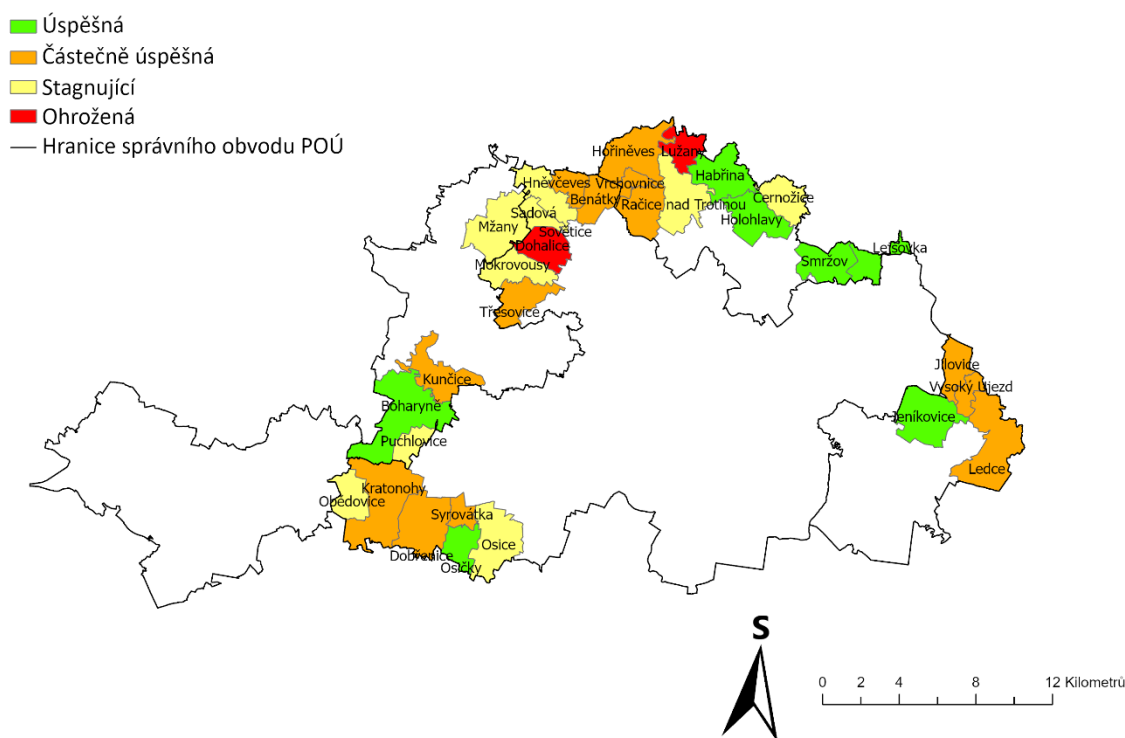 Úspěšná
Částečně úspěšná
Stagnující
Ohrožená
Hranice správního obvodu POÚ
Hořiněves
Lužany
Habřina
Hněvčeves
Vrchovnice
Benátky
Račice nad Trotinou
Černožice
Sadová
Holohlavy
Mžany
Sovětice
Dohalice
Mokrovousy
Lejšovka
Smržov
Třesovice
Kunčice
Jílovice
Vysoký Újezd
Boharyně
Jeníkovice
Puchlovice
Ledce
Kratonohy
Obědovice
Syrovátka
Osice
Dobřenice
Osičky
S
0 2 4 8 12 Kilometrů